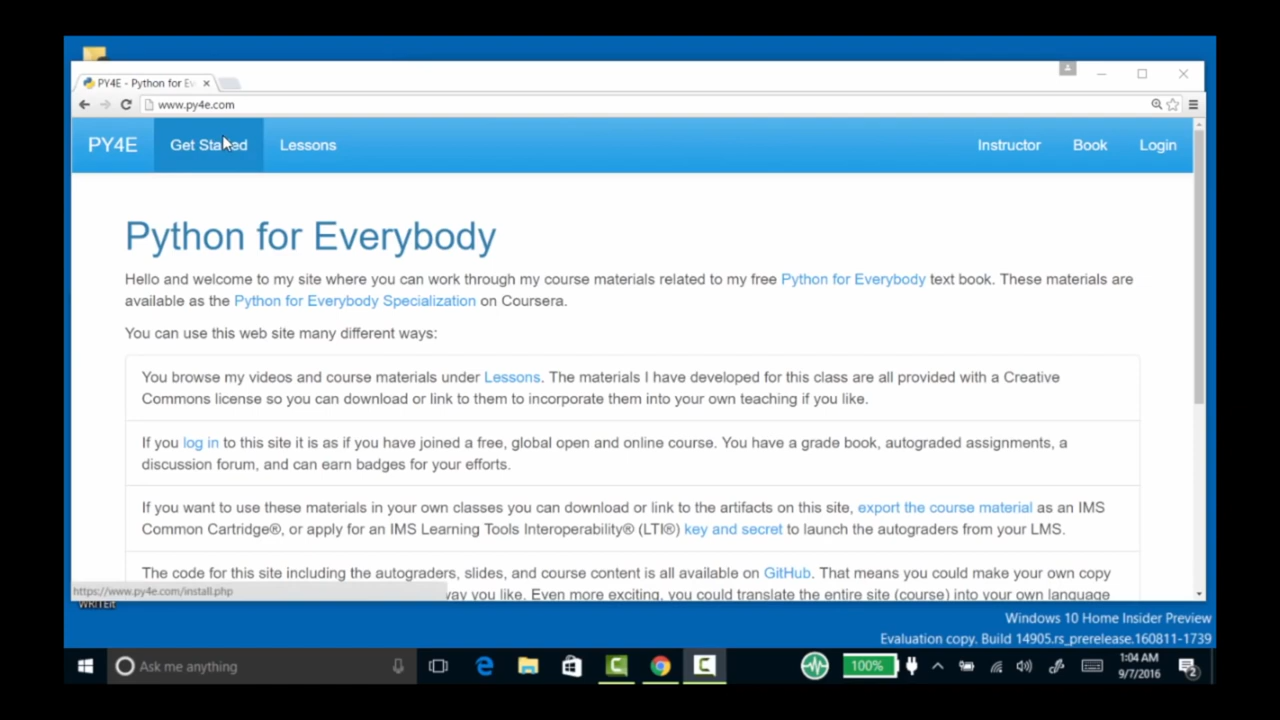 PY4E - Python for Ev
www.py4e.com
PY4E Get Started Lessons Instructor Book Login
Python for Everybody
Hello and welcome to my site where you can work through my course materials related to my free Python for Everybody text book. These materials are
available as the Python for Everybody Specialization on Coursera.
You can use this web site many different ways:
You browse my videos and course materials under Lessons. The materials I have developed for this class are all provided with a Creative
Commons license so you can download or link to them to incorporate them into your own teaching if you like.
If you log in to this site it is as if you have joined a free, global open and online course. You have a grade book, autograded assignments, a
discussion forum, and can earn badges for your efforts.
If you want to use these materials in your own classes you can download or link to the artifacts on this site, export the course material as an IMS
Common Cartridge®, or apply for an IMS Learning Tools Interoperability® (LTI®) key and secret to launch the autograders from your LMS.
The code for this site including the autograders, slides, and course content is all available on GitHub. That means you could make your own copy
way you like. Even more exciting, you could translate the entire site (course) into your own language
https://www.py4e.com/install.php
WRITEit
Windows 10 Home Insider Preview
Evaluation copy. Build 14905.rs_prerelease.160811-1739
Ask me anything
100%
1:04 AM
9/7/2016
2